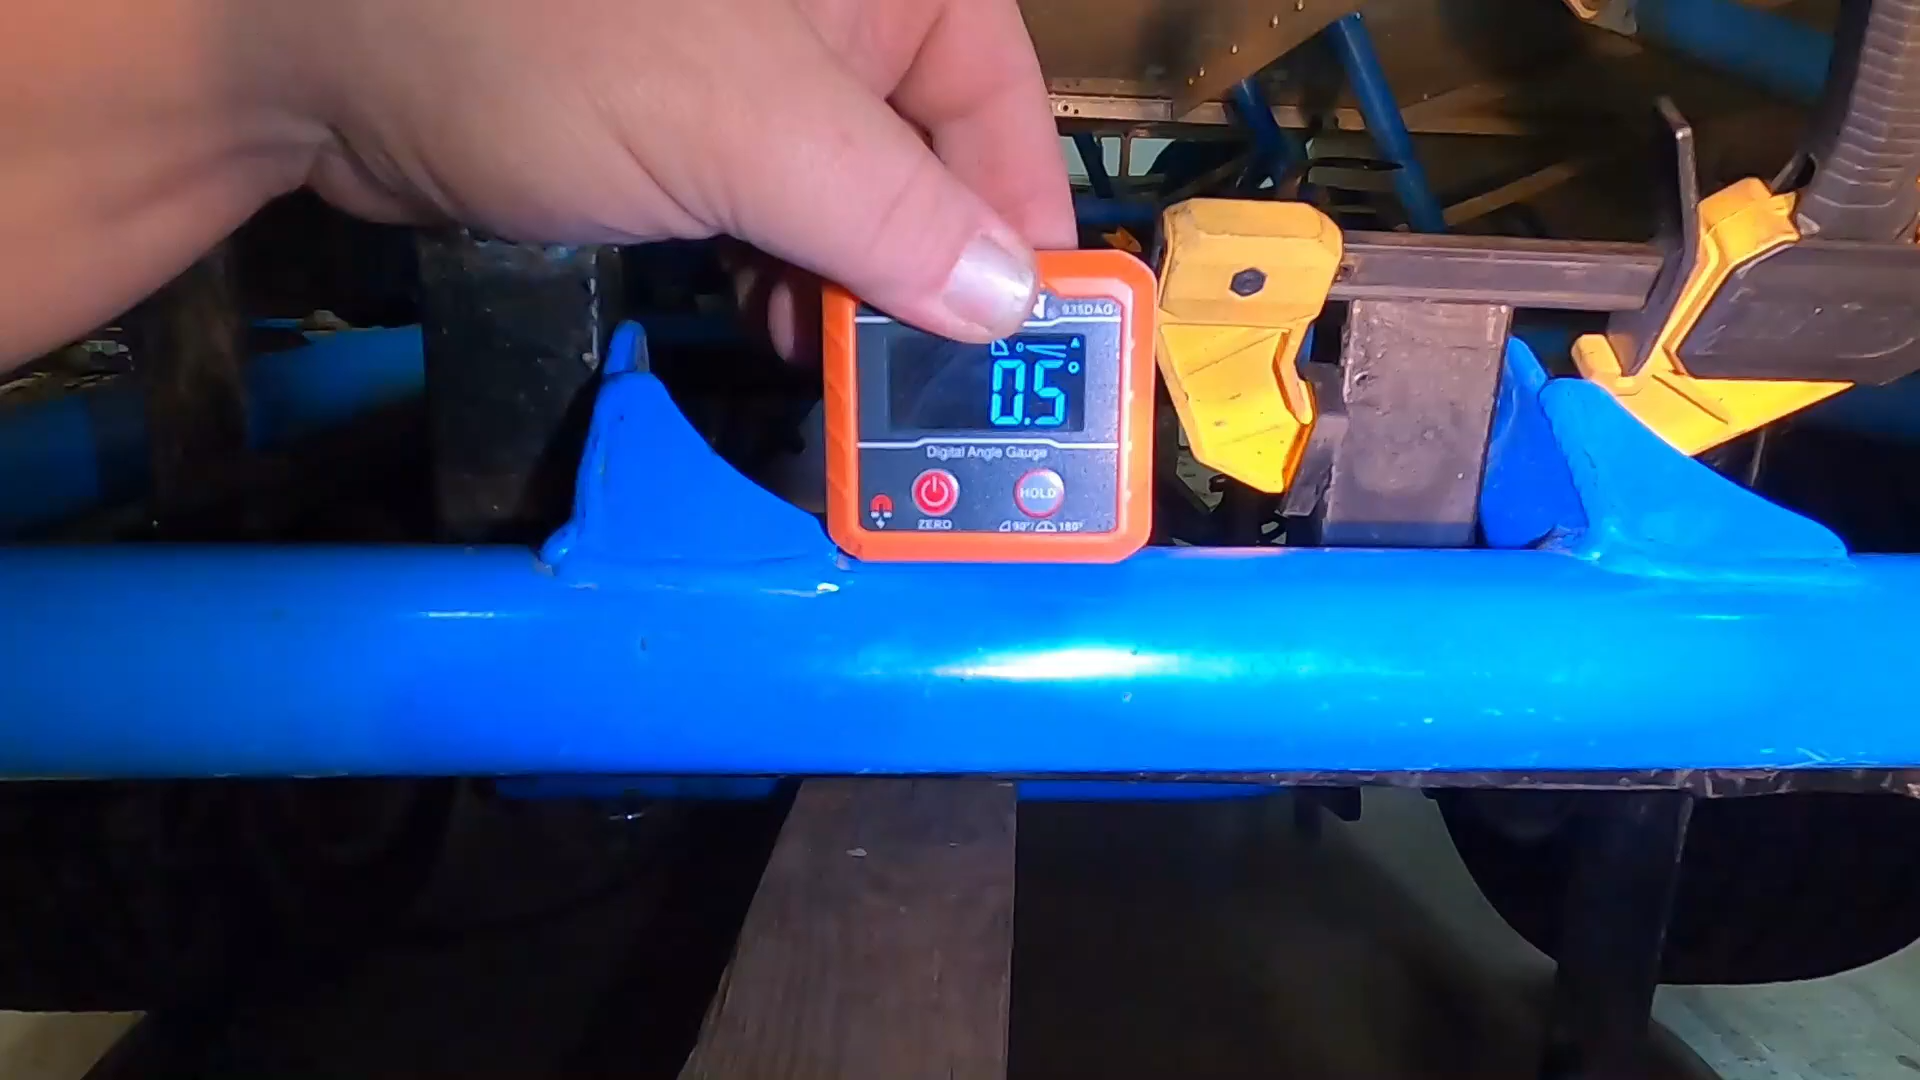 935DAG
0.5°
Digital Angle Gauge
HOLD
ZERO
90°/ 180°